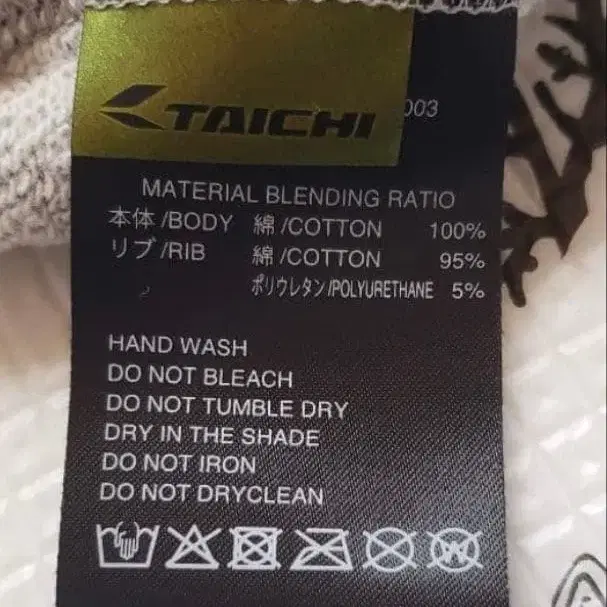 TAICHI
003
MATERIAL BLENDING RATIO
本体/BODY 綿/COTTON 100%
リブ/RIB 綿/COTTON 95%
ポリウレタン/POLYURETHANE 5%
HAND WASH
DO NOT BLEACH
DO NOT TUMBLE DRY
DRY IN THE SHADE
DO NOT IRON
DO NOT DRYCLEAN
W